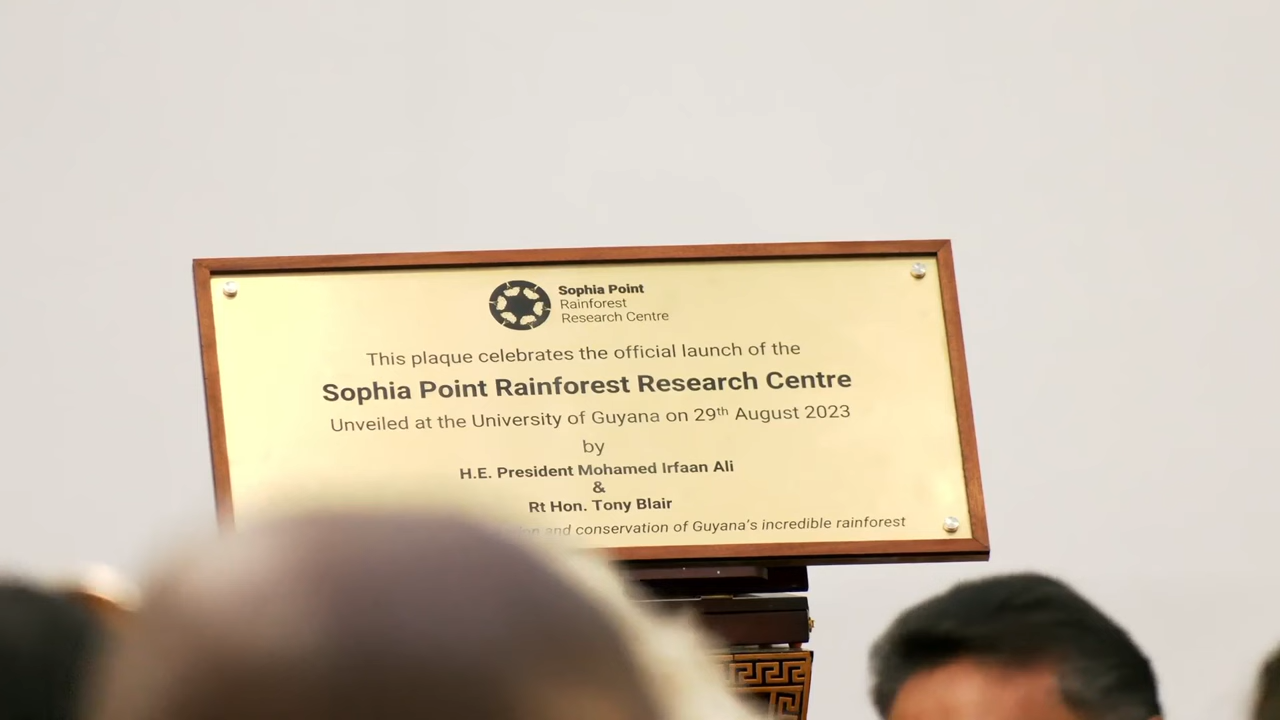 Sophia Point
Rainforest
Research Centre
This plaque celebrates the official launch of the
Sophia Point Rainforest Research Centre
Unveiled at the University of Guyana on 29th August 2023
by
H.E. President Mohamed Irfaan Ali
&
Rt Hon. Tony Blair
and conservation of Guyana's incredible rainforest